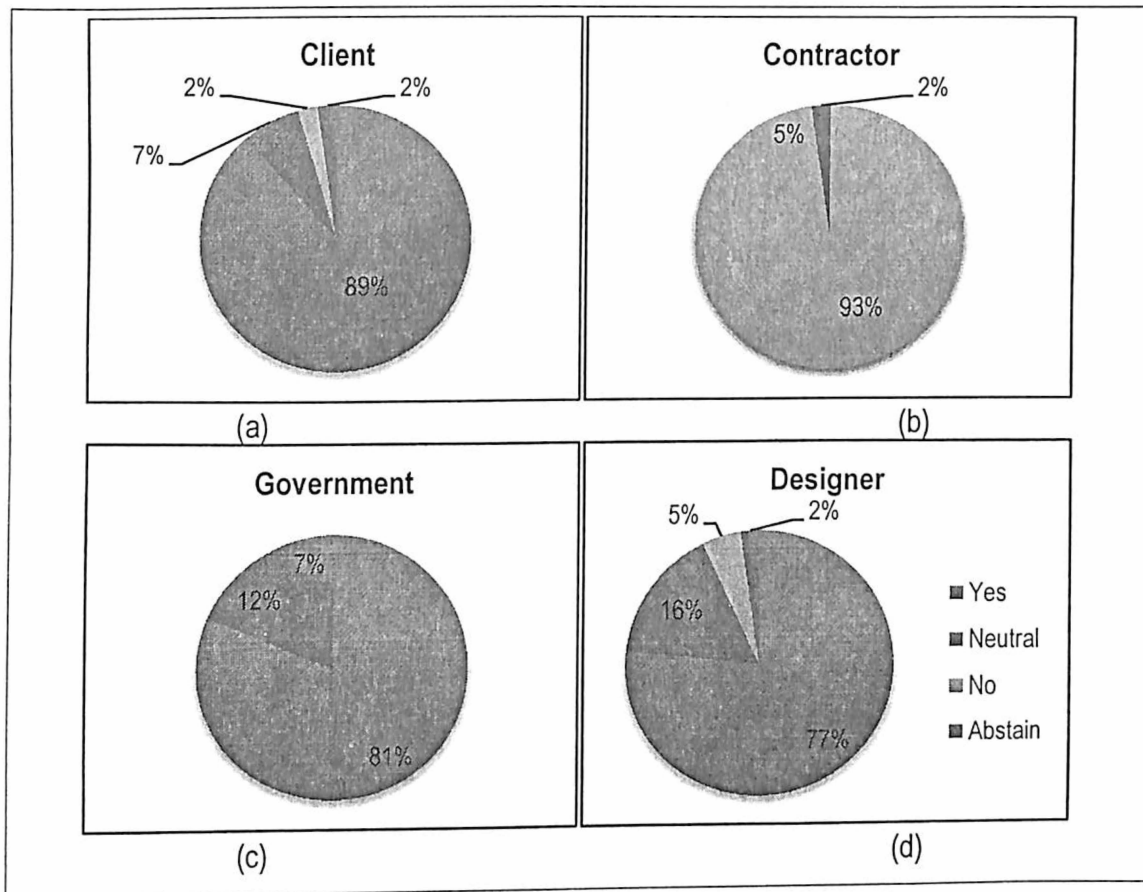 Client
2%
2%
7%
89%
(a)
Contractor
2%
5%
93%
(b)
Government
7%
12%
81%
(c)
Designer
5%
2%
16%
77%
Yes
Neutral
No
Abstain
(d)